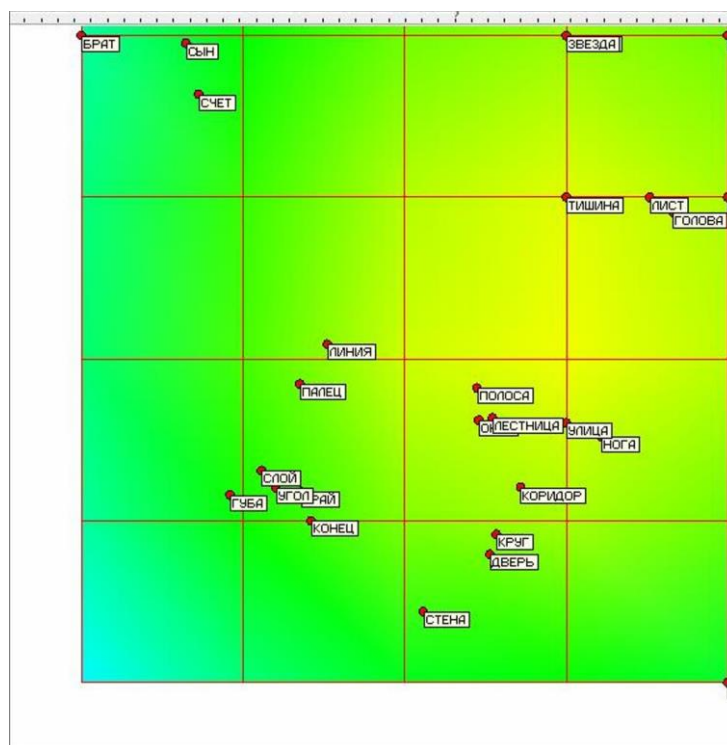 БРАТ
ЗВЕЗДА
СЫН
СЧЕТ
ТИШИНА
ЛИСТ
ГОЛОВА
ЛИНИЯ
ПАЛЕЦ
ПОЛОСА
ЛЕСТНИЦА
УЛИЦА
НОГА
СЛОЙ
УГОЛ
ГУБА
КОРИДОР
КОНЕЦ
КРУГ
ДВЕРЬ
СТЕНА